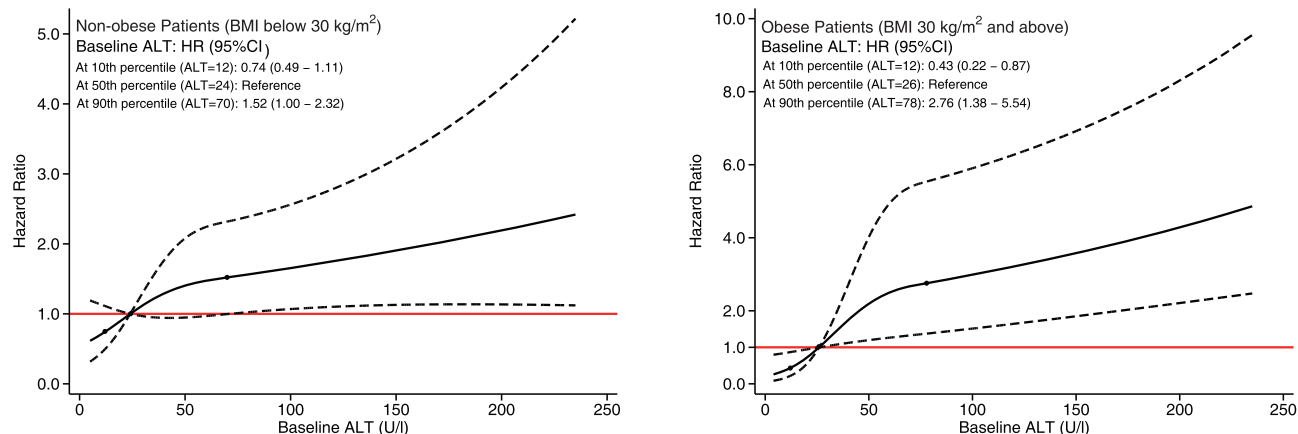 Non-obese Patients (BMI below 30 kg/m2)
Baseline ALT: HR (95%CI)
At 10th percentile (ALT=12): 0.74 (0.49 − 1.11)
At 50th percentile (ALT=24): Reference
At 90th percentile (ALT=70): 1.52 (1.00 − 2.32)
Hazard Ratio
5.0
4.0
3.0
2.0
1.0
0.0
0
50
100
150
200
250
Baseline ALT (U/l)
Obese Patients (BMI 30 kg/m2 and above)
Baseline ALT: HR (95%CI)
At 10th percentile (ALT=12): 0.43 (0.22 − 0.87)
At 50th percentile (ALT=26): Reference
At 90th percentile (ALT=78): 2.76 (1.38 − 5.54)
Hazard Ratio
10.0
8.0
6.0
4.0
2.0
1.0
0.0
0
50
100
150
200
250
Baseline ALT (U/l)